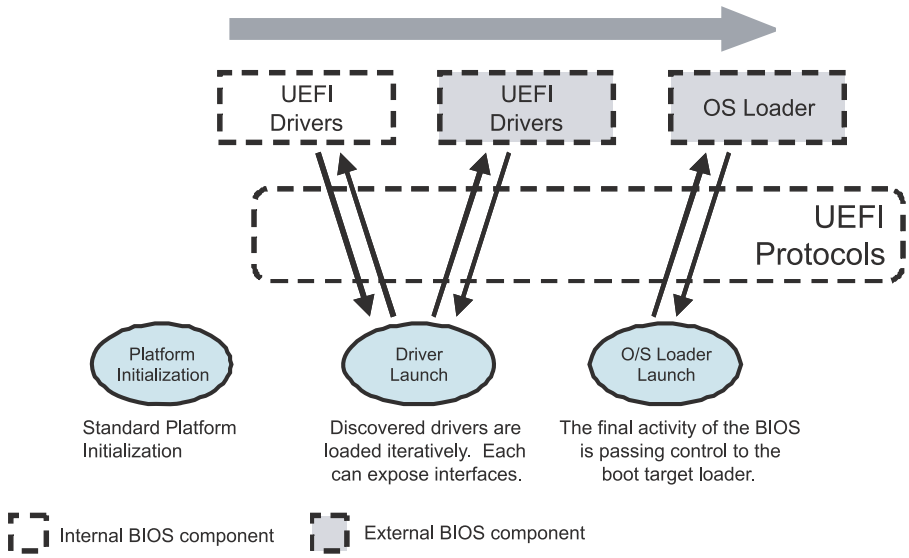 UEFI
Drivers
UEFI
Drivers
OS Loader
UEFI
Protocols
Platform
Initialization
Driver
Launch
O/S Loader
Launch
Standard Platform
Initialization
Discovered drivers are
loaded iteratively. Each
can expose interfaces.
The final activity of the BIOS
is passing control to the
boot target loader.
Internal BIOS component
External BIOS component